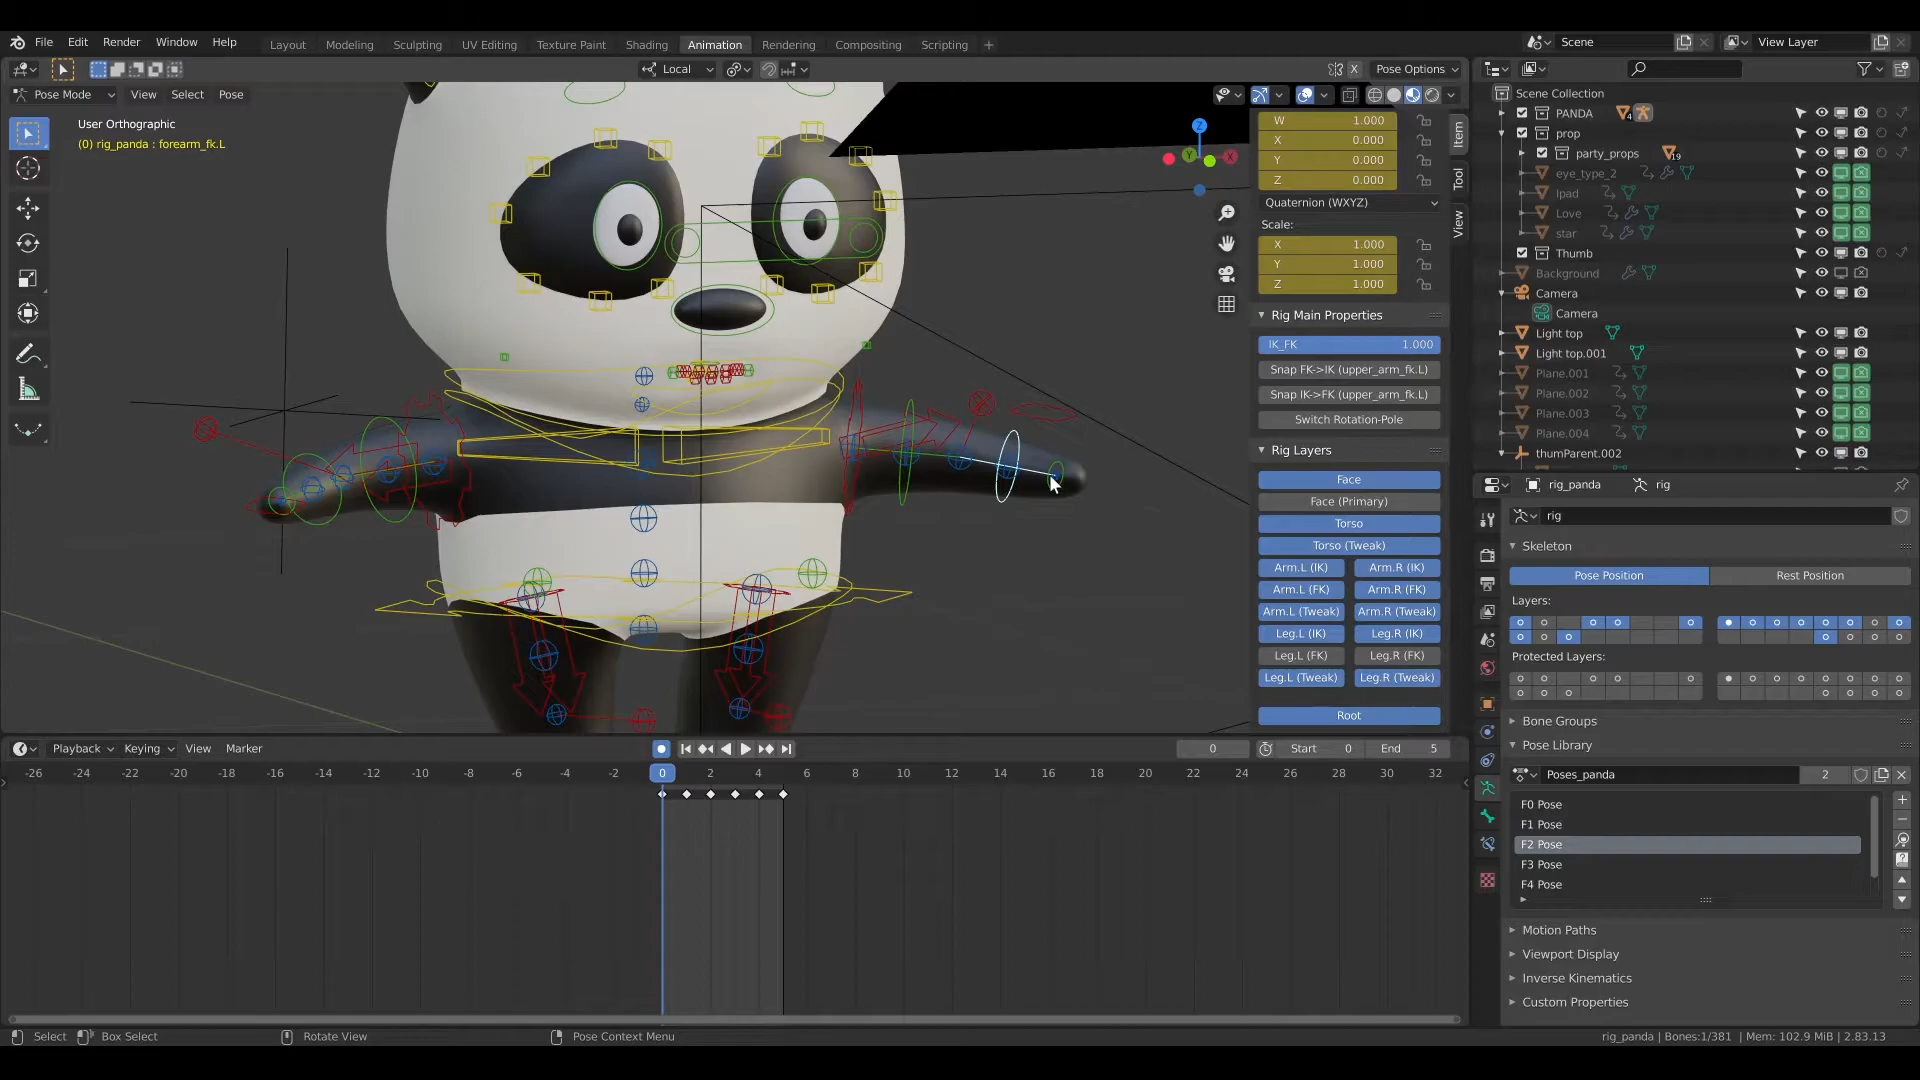 File Edit Render Window Help Layout Modeling Sculpting UV Editing Texture Paint Shading Animation Rendering Compositing Scripting + Scene View Layer
Local X Pose Options
Pose Mode View Select Pose
User Orthographic
(0) rig_panda : forearm_fk.L
W 1.000
X 0.000
Y 0.000
Z 0.000
Quaternion (WXYZ)
Scale:
X 1.000
Y 1.000
Z 1.000
Rig Main Properties
IK_FK 1.000
Snap FK->IK (upper_arm_fk.L)
Snap IK->FK (upper_arm_fk.L)
Switch Rotation-Pole
Rig Layers
Face
Face (Primary)
Torso
Torso (Tweak)
Arm.L (IK) Arm.R (IK)
Arm.L (FK) Arm.R (FK)
Arm.L (Tweak) Arm.R (Tweak)
Leg.L (IK) Leg.R (IK)
Leg.L (FK) Leg.R (FK)
Leg.L (Tweak) Leg.R (Tweak)
Root
Item
Tool
View
Z
Y
X
Scene Collection
PANDA 4
prop
party_props 19
eye_type_2
Ipad
Love
star
Thumb
Background
Camera
Camera
Light top
Light top.001
Plane.001
Plane.002
Plane.003
Plane.004
thumParent.002
rig_panda rig
rig
Skeleton
Pose Position Rest Position
Layers:
Protected Layers:
Bone Groups
Pose Library
Poses_panda 2
F0 Pose
F1 Pose
F2 Pose
F3 Pose
F4 Pose
Motion Paths
Viewport Display
Inverse Kinematics
Custom Properties
Playback Keying View Marker 0 Start 0 End 5
-26 -24 -22 -20 -18 -16 -14 -12 -10 -8 -6 -4 -2 0 2 4 6 8 10 12 14 16 18 20 22 24 26 28 30 32
Select Box Select Rotate View Pose Context Menu rig_panda | Bones:1/381 | Mem: 102.9 MiB | 2.83.13